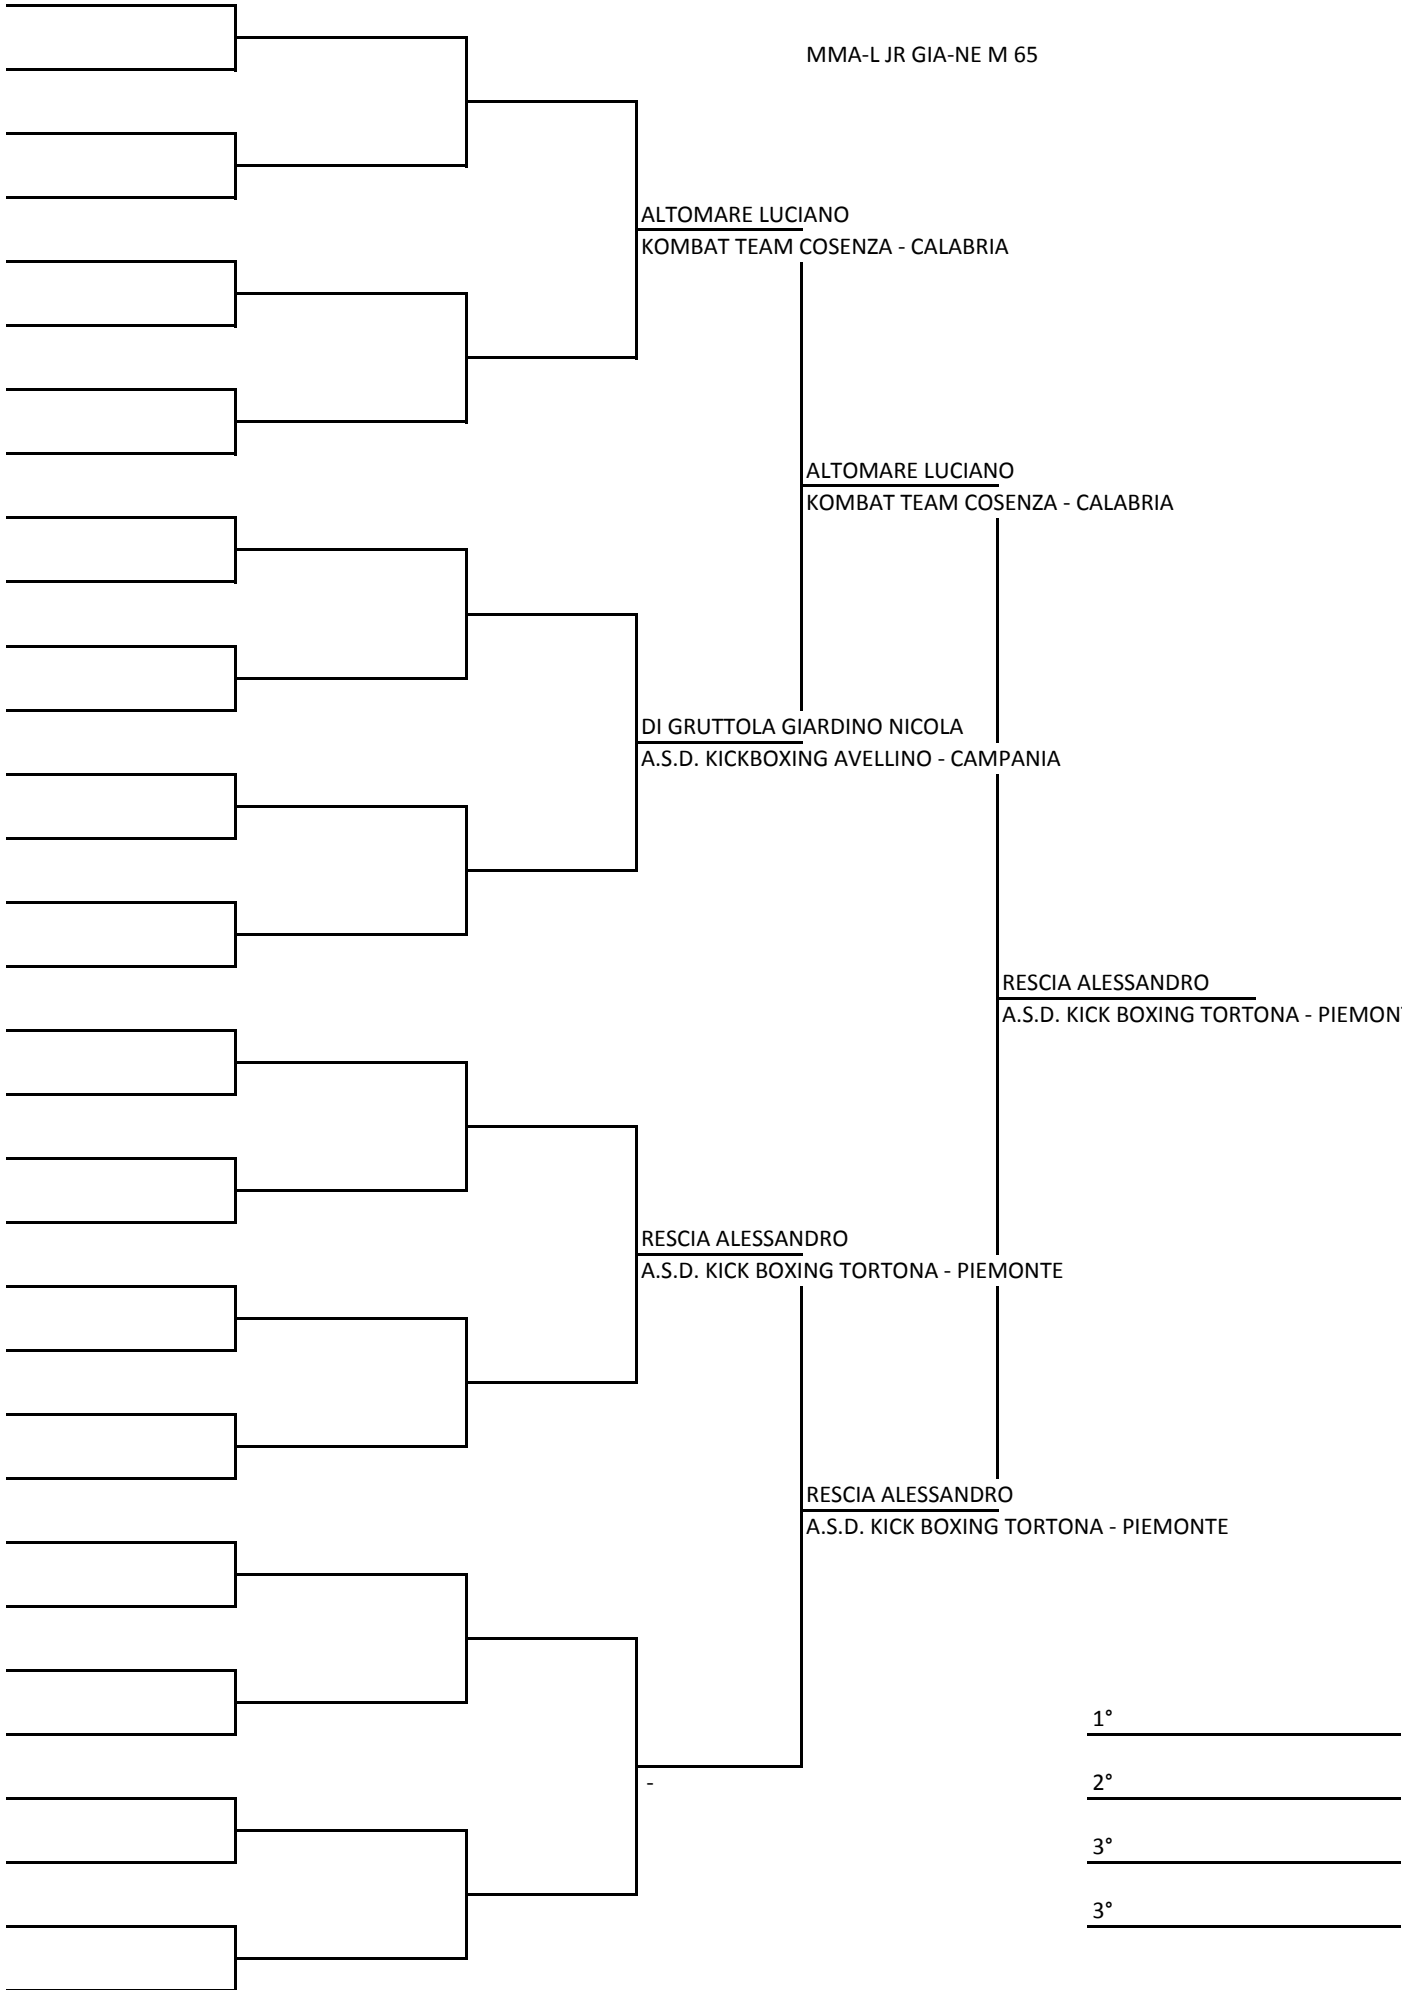 MMA-L JR GIA-NE M 65
ALTOMARE LUCIANO
KOMBAT TEAM COSENZA - CALABRIA
ALTOMARE LUCIANO
KOMBAT TEAM COSENZA - CALABRIA
DI GRUTTOLA GIARDINO NICOLA
A.S.D. KICKBOXING AVELLINO - CAMPANIA
RESCIA ALESSANDRO
A.S.D. KICK BOXING TORTONA - PIEMON
RESCIA ALESSANDRO
A.S.D. KICK BOXING TORTONA - PIEMONTE
RESCIA ALESSANDRO
A.S.D. KICK BOXING TORTONA - PIEMONTE
1°
-
2°
3°
3°